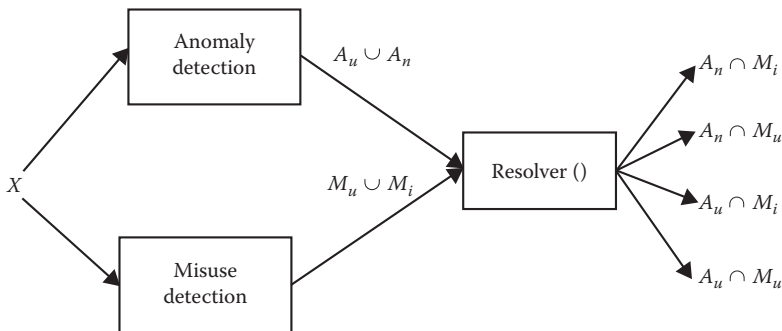 Anomaly
detection
A_u ∪ A_n
A_n ∩ M_i
A_n ∩ M_u
Resolver ()
X
M_u ∪ M_i
A_u ∩ M_i
Misuse
detection
A_u ∩ M_u